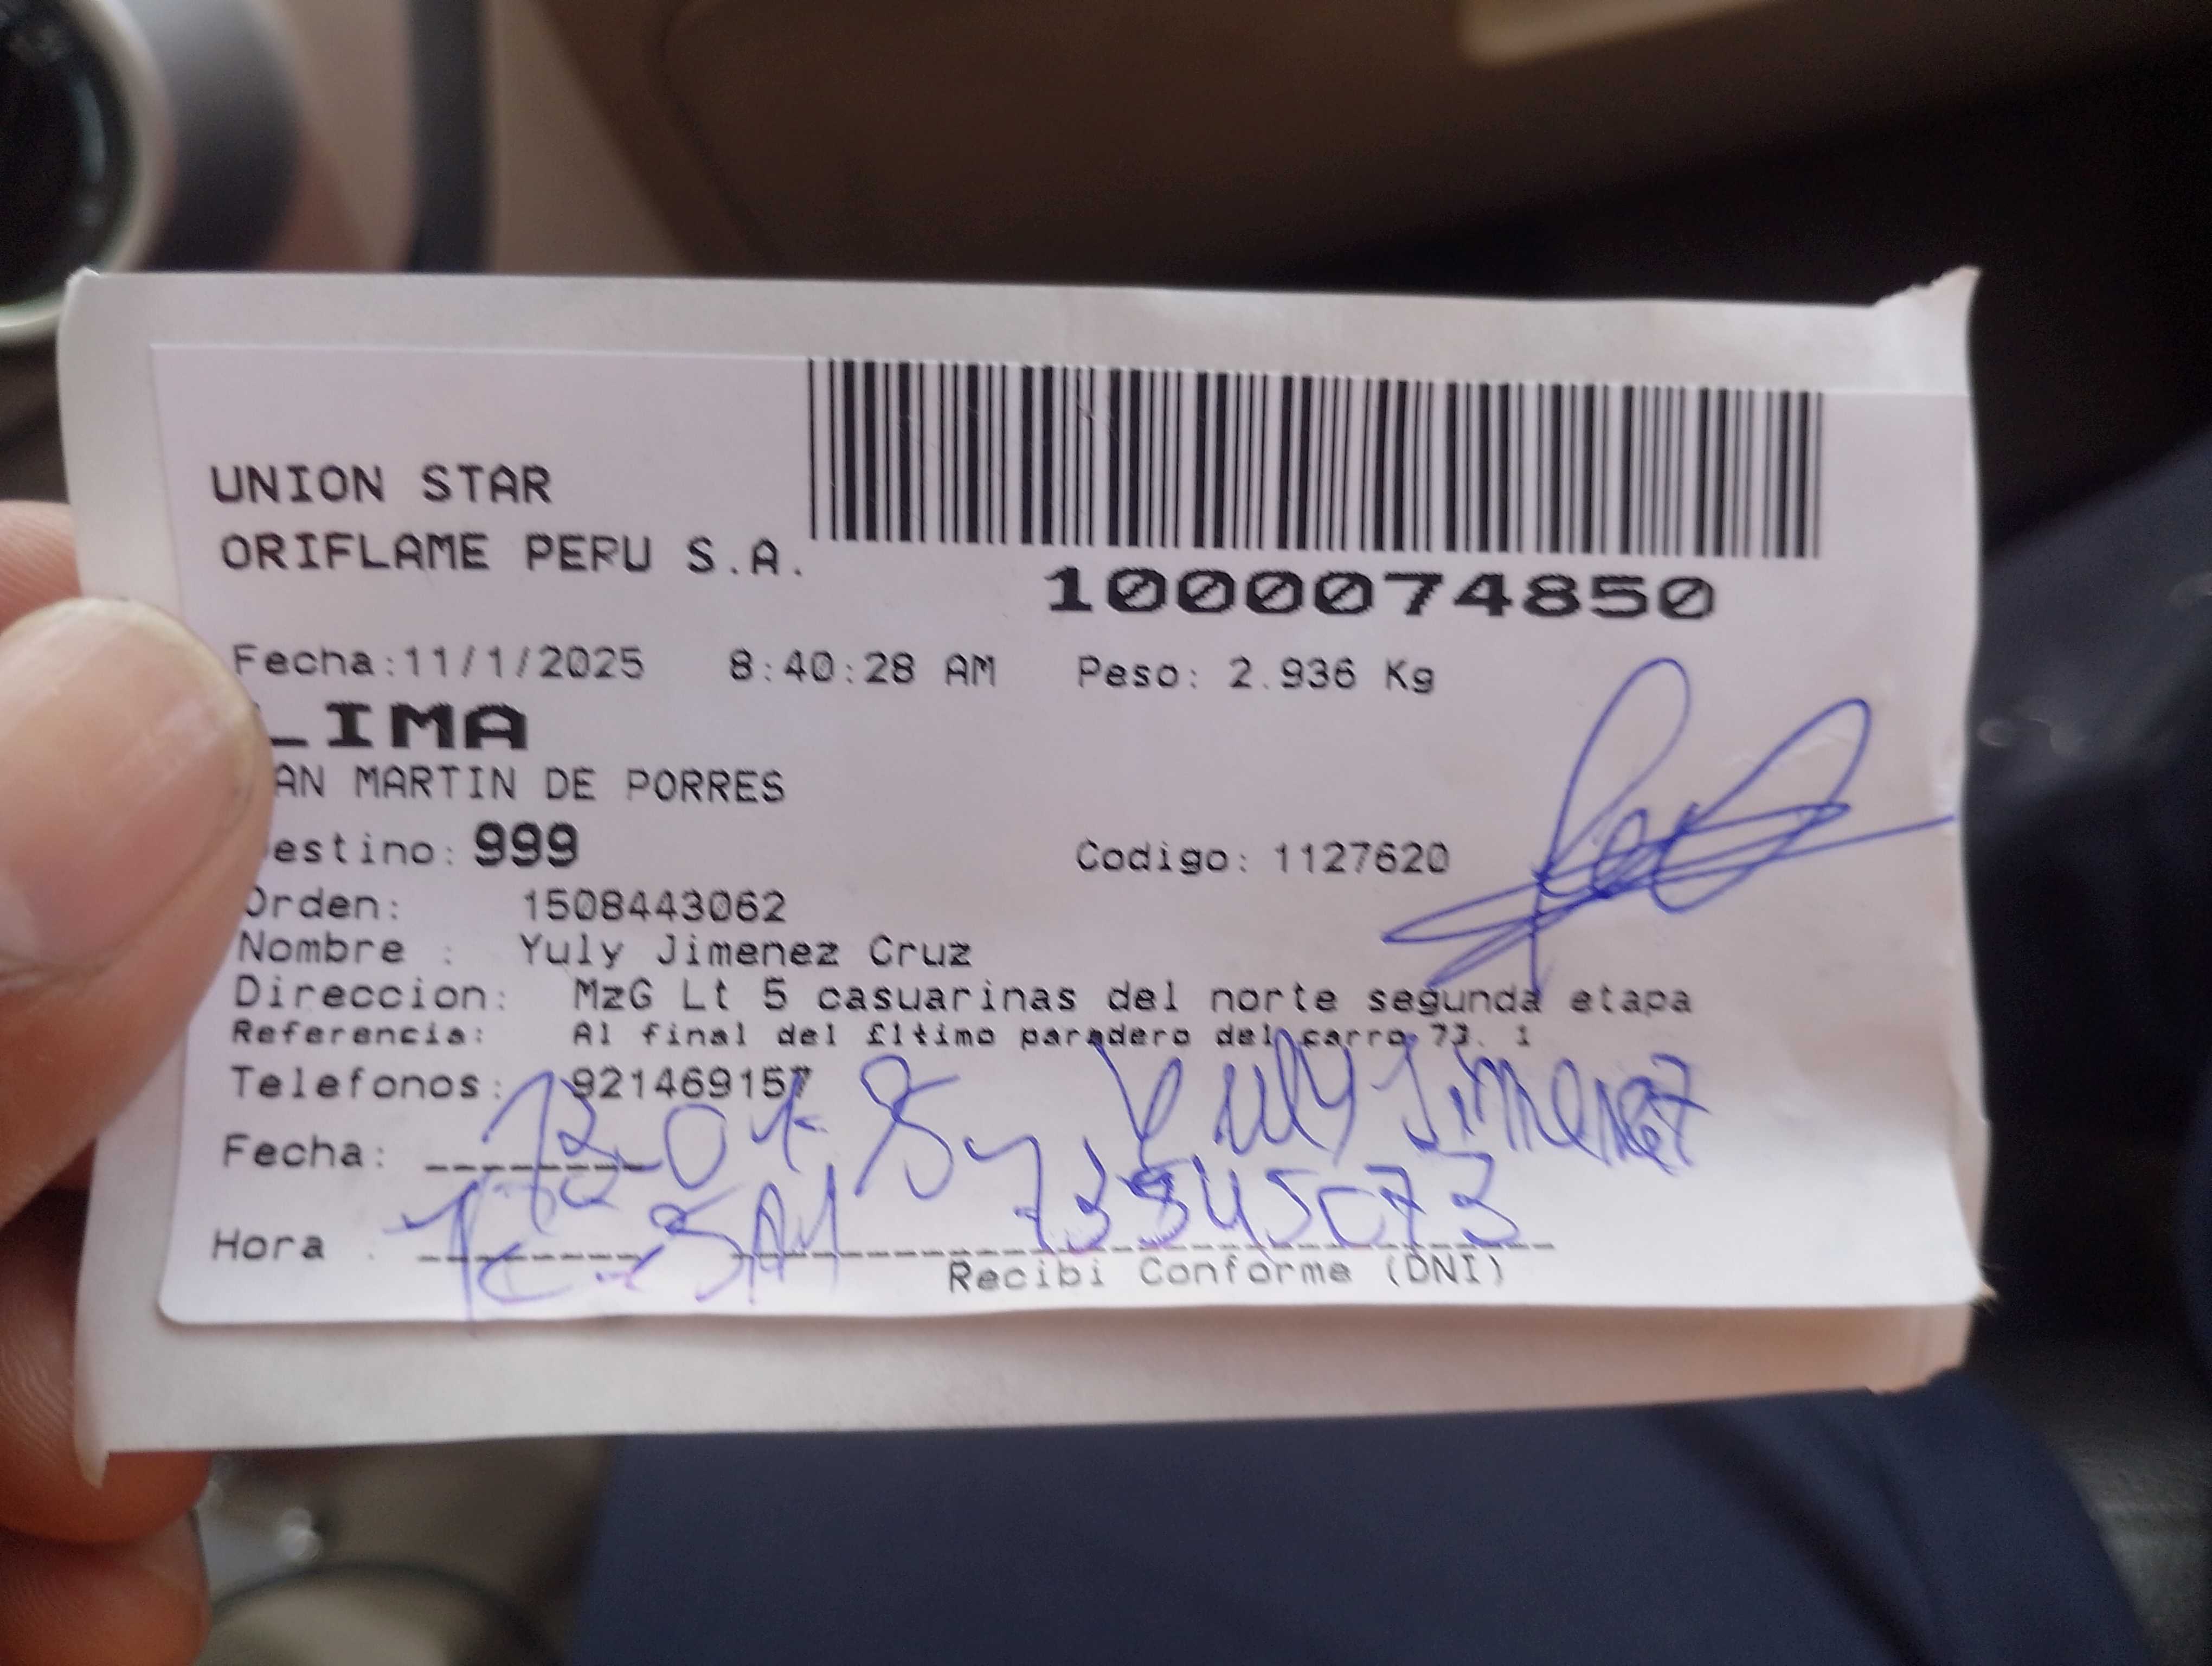 UNION STAR
ORIFLAME PERU S.A.
1000074850
Fecha:11/1/2025 8:40:28 AM Peso: 2.936 Kg
LIMA
AN MARTIN DE PORRES
estino: 999 Codigo: 1127620
Orden: 1508443062
Nombre : Yuly Jimenez Cruz
Direccion: MzG Lt 5 casuarinas del norte segunda etapa
Referencia: Al final del £ltimo paradero del carro 73. 1
Telefonos: 921469157
Yuly Jimenez
Fecha:
Hora :
Recibi Conforme (DNI)